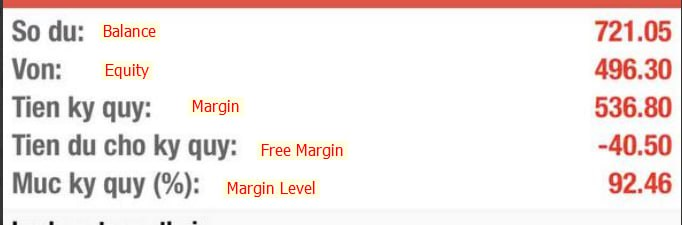 So du: Balance 721.05
Von: Equity 496.30
Tien ky quy: Margin 536.80
Tien du cho ky quy: Free Margin -40.50
Muc ky quy (%): Margin Level 92.46